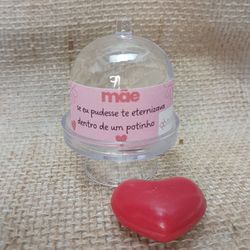 mãe
se eu pudesse te eternizava
dentro de um potinho